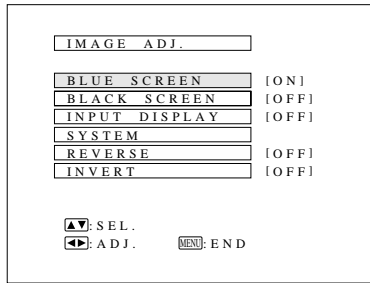 IMAGE ADJ.
BLUE SCREEN [ON]
BLACK SCREEN [OFF]
INPUT DISPLAY [OFF]
SYSTEM
REVERSE [OFF]
INVERT [OFF]
▲▼:SEL.
◀▶:ADJ. MENU:END